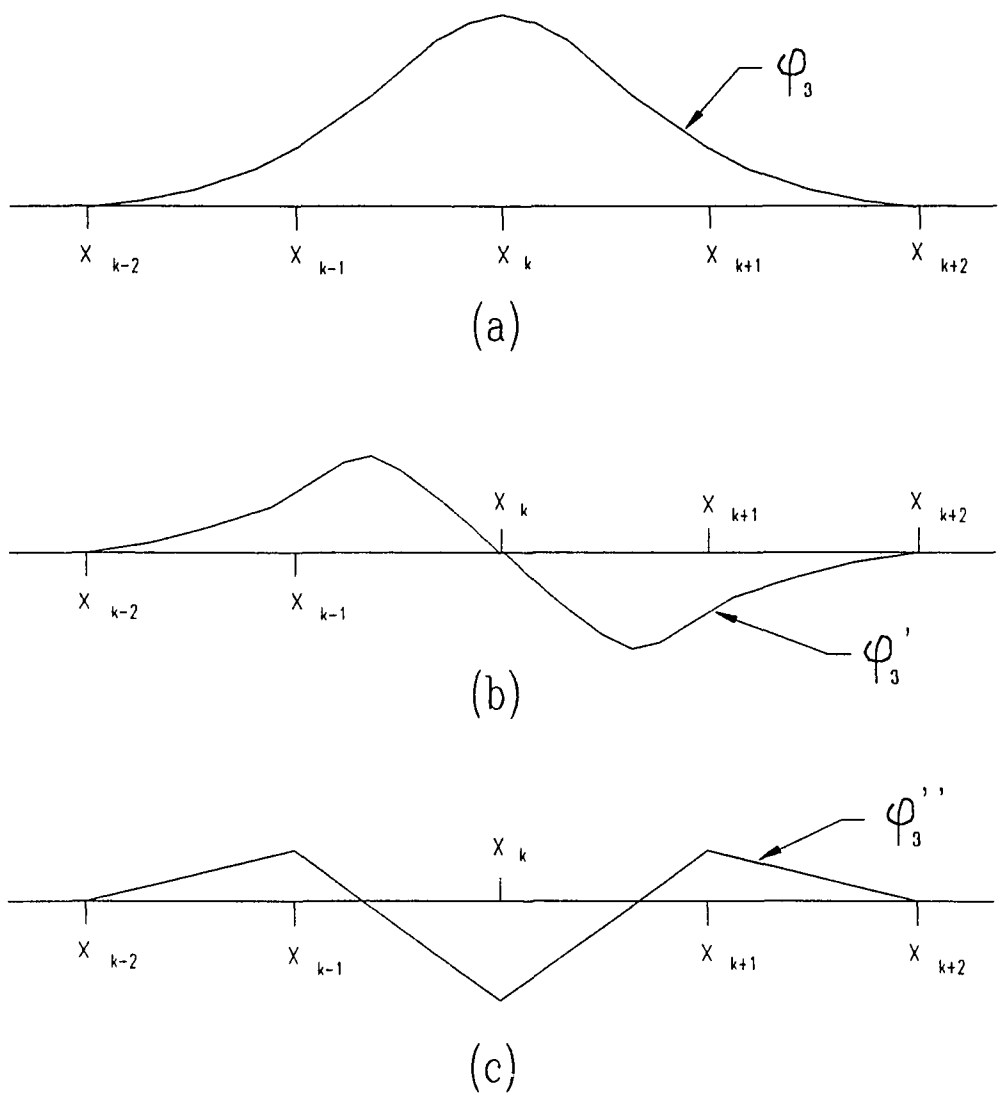 φ₃
X k-2 X k-1 X k X k+1 X k+2
(a)
X k X k+1 X k+2
X k-2 X k-1
φ₃'
(b)
φ₃''
X k
X k-2 X k-1 X k+1 X k+2
(c)